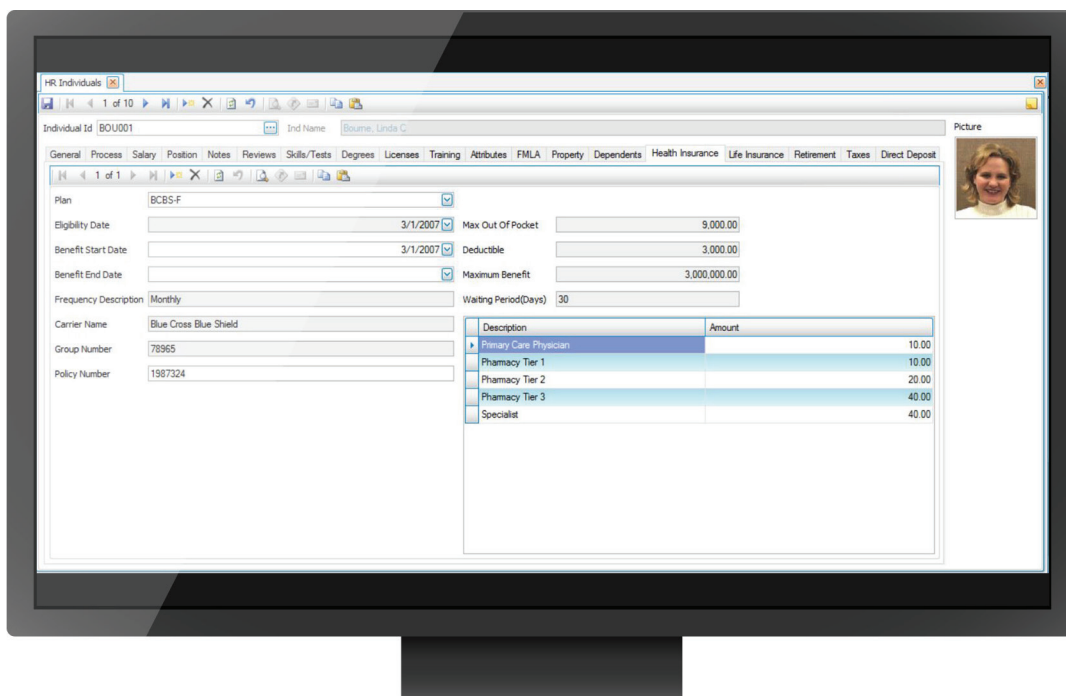 HR Individuals
1 of 10
Individual Id BOU001 Ind Name Bourne, Linda C Picture
General Process Salary Position Notes Reviews Skills/Tests Degrees Licenses Training Attributes FMLA Property Dependents Health Insurance Life Insurance Retirement Taxes Direct Deposit
1 of 1
Plan BCBS-F
Eligibility Date 3/1/2007 Max Out Of Pocket 9,000.00
Benefit Start Date 3/1/2007 Deductible 3,000.00
Benefit End Date Maximum Benefit 3,000,000.00
Frequency Description Monthly Waiting Period(Days) 30
Carrier Name Blue Cross Blue Shield
Group Number 78965
Policy Number 1987324
Description Amount
Primary Care Physician 10.00
Pharmacy Tier 1 10.00
Pharmacy Tier 2 20.00
Pharmacy Tier 3 40.00
Specialist 40.00